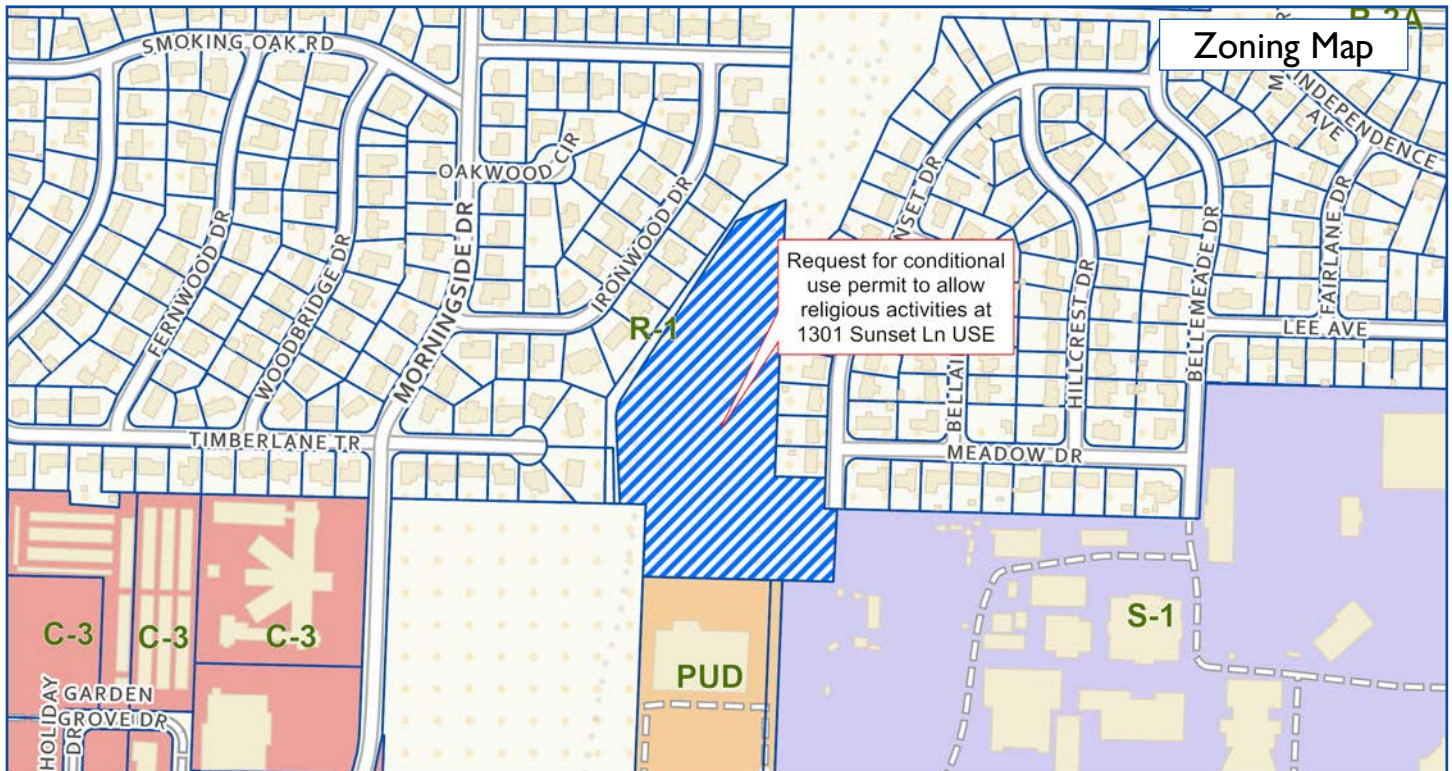 R-2A
Zoning Map
SMOKING OAK RD
INDEPENDENCE
AVE
OAKWOOD CIR
IRONWOOD DR
FERNWOOD DR
WOODBRIDGE DR
MORNINGSIDE DR
BELLEMEADE DR
FAIRLANE DR
HILLCREST DR
Request for conditional
use permit to allow
religious activities at
1301 Sunset Ln USE
R-1
LEE AVE
TIMBERLANE TR
MEADOW DR
C-3
C-3
C-3
PUD
S-1
HOLIDAY
DR
GARDEN
GROVE DR